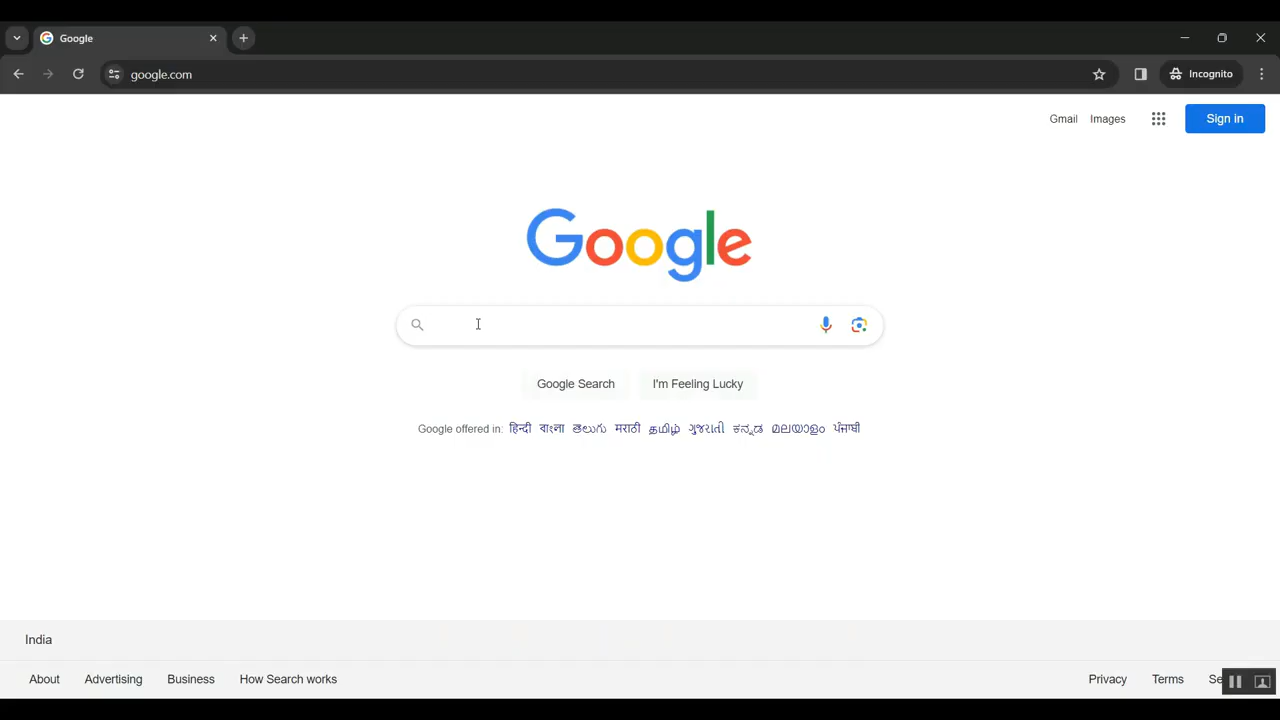 Google
google.com
Incognito
Gmail Images Sign in
Google
Google Search I'm Feeling Lucky
Google offered in: हिन्दी বাংলা తెలుగు मराठी தமிழ் ગુજરાતી ಕನ್ನಡ മലയാളം ਪੰਜਾਬੀ
India
About Advertising Business How Search works Privacy Terms Se